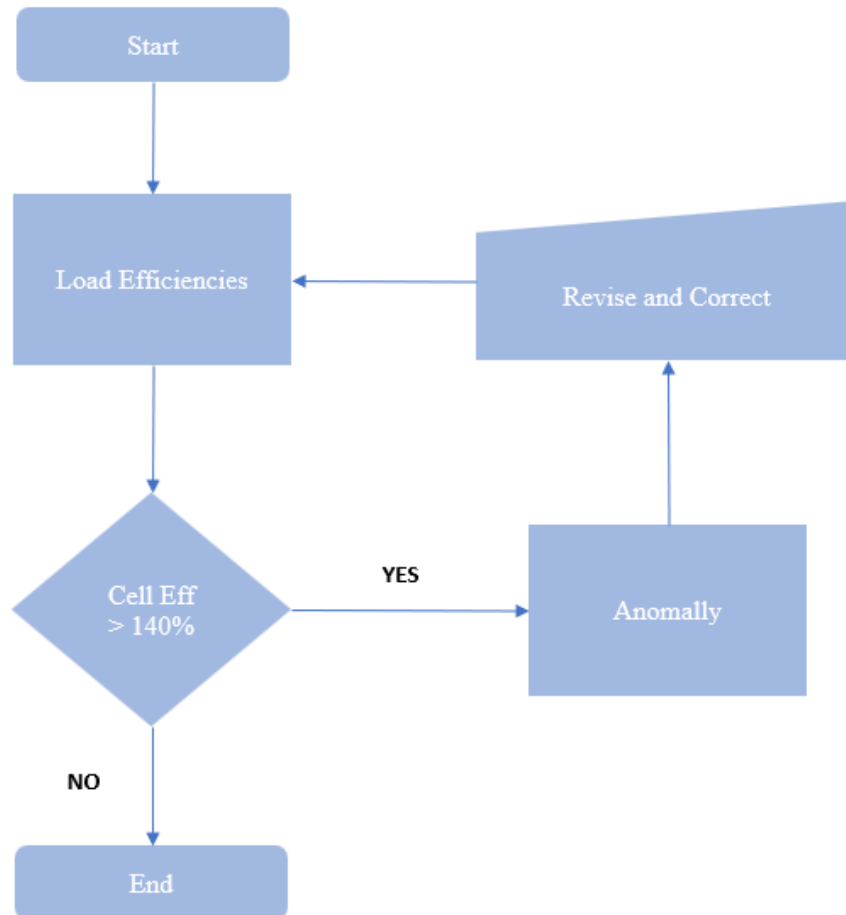 Start
Load Efficiencies
Revise and Correct
Cell Eff
> 140%
YES
Anomally
NO
End